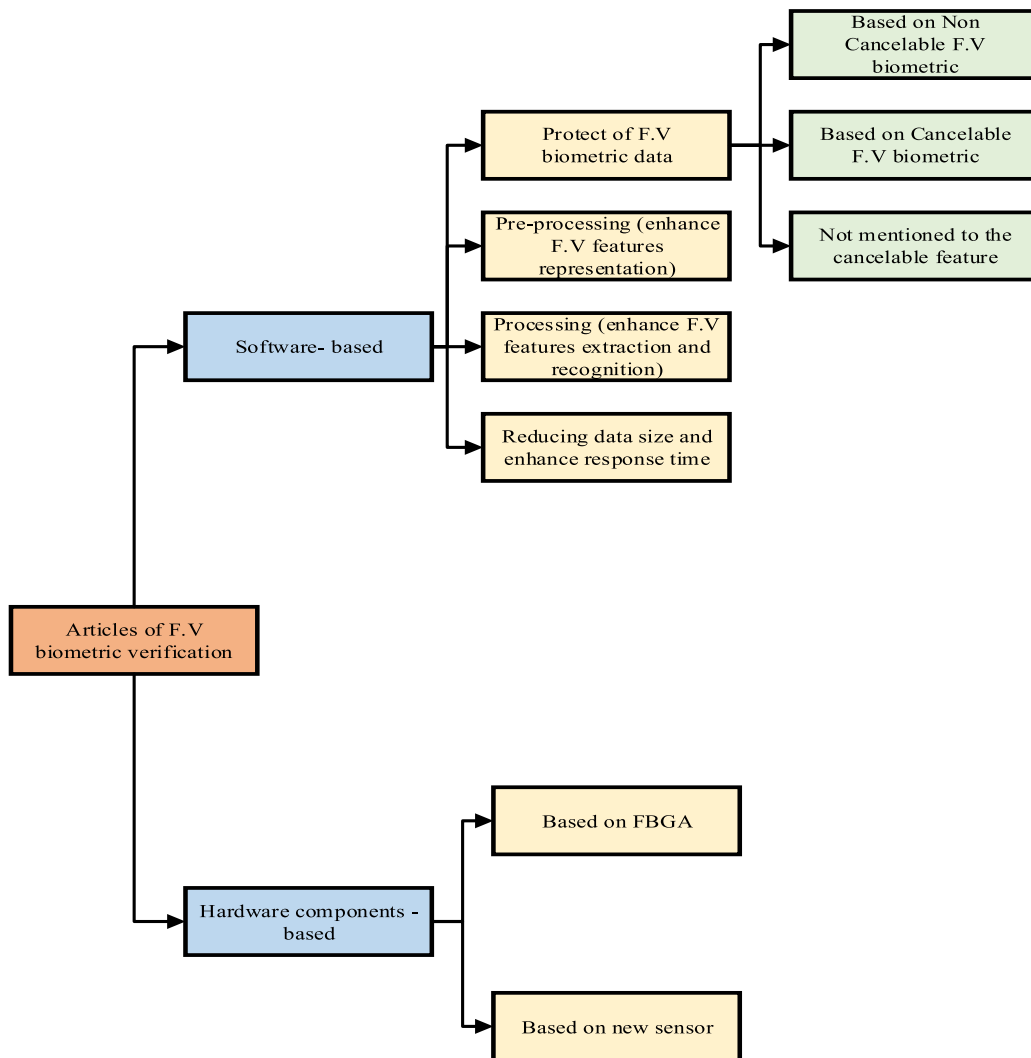 Based on Non
Cancelable F.V
biometric
Protect of F.V
biometric data
Based on Cancelable
F.V biometric
Pre-processing (enhance
F.V features
representation)
Not mentioned to the
cancelable feature
Software- based
Processing (enhance F.V
features extraction and
recognition)
Reducing data size and
enhance response time
Articles of F.V
biometric verification
Based on FBGA
Hardware components -
based
Based on new sensor